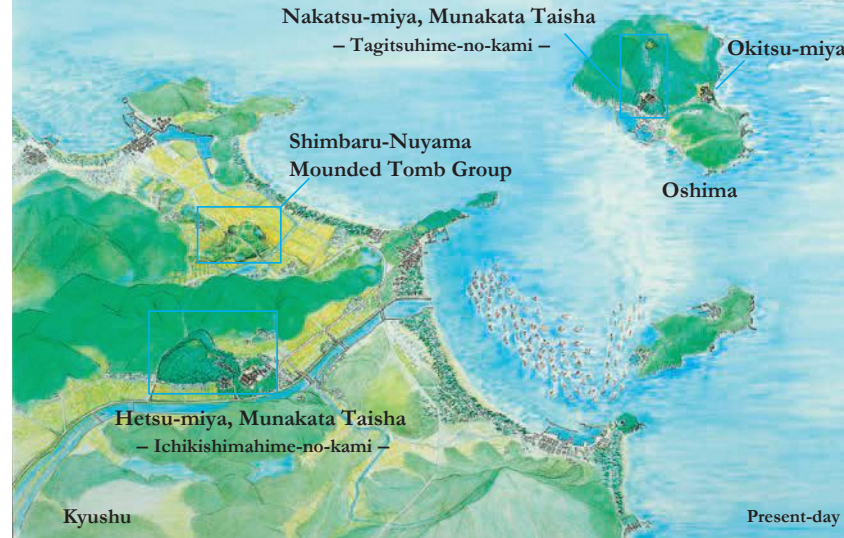 Nakatsu-miya, Munakata Taisha
– Tagitsuhime-no-kami –
Okitsu-miya
Shimbaru-Nuyama
Mounded Tomb Group
Oshima
Hetsu-miya, Munakata Taisha
– Ichikishimahime-no-kami –
Kyushu
Present-day